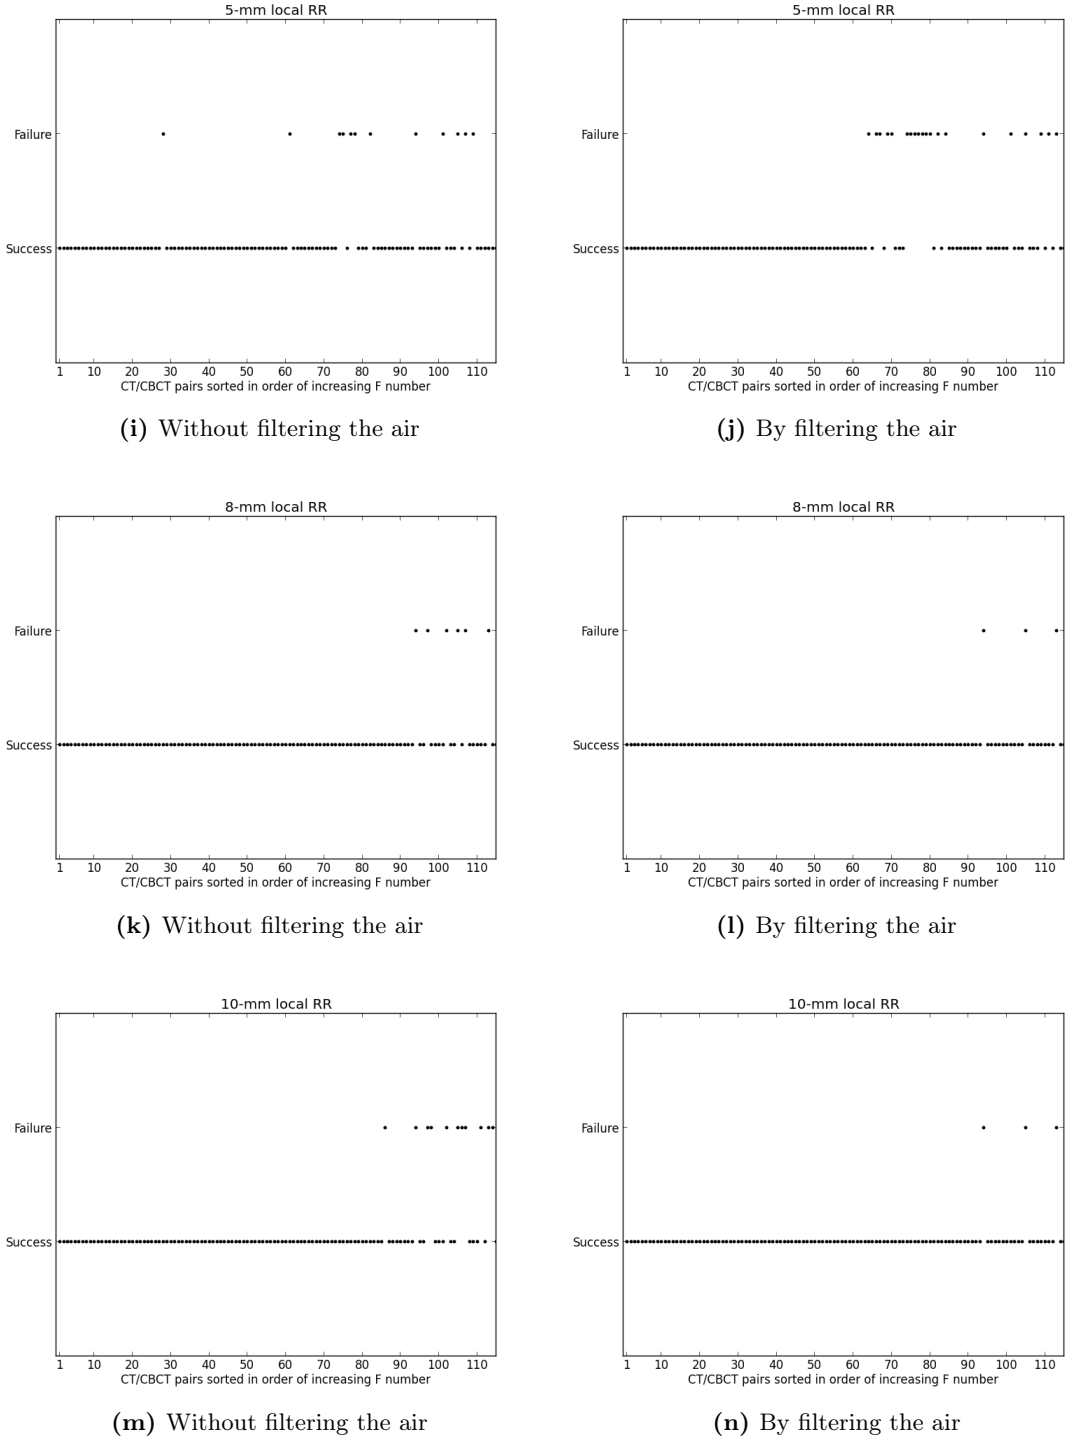 5-mm local RR
Failure
Success
1 10 20 30 40 50 60 70 80 90 100 110
CT/CBCT pairs sorted in order of increasing F number
(i) Without filtering the air
5-mm local RR
Failure
Success
1 10 20 30 40 50 60 70 80 90 100 110
CT/CBCT pairs sorted in order of increasing F number
(j) By filtering the air
8-mm local RR
Failure
Success
1 10 20 30 40 50 60 70 80 90 100 110
CT/CBCT pairs sorted in order of increasing F number
(k) Without filtering the air
8-mm local RR
Failure
Success
1 10 20 30 40 50 60 70 80 90 100 110
CT/CBCT pairs sorted in order of increasing F number
(l) By filtering the air
10-mm local RR
Failure
Success
1 10 20 30 40 50 60 70 80 90 100 110
CT/CBCT pairs sorted in order of increasing F number
(m) Without filtering the air
10-mm local RR
Failure
Success
1 10 20 30 40 50 60 70 80 90 100 110
CT/CBCT pairs sorted in order of increasing F number
(n) By filtering the air